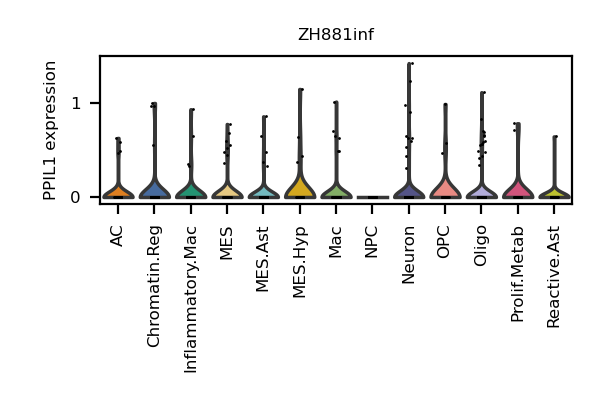 ZH881inf
PPIL1 expression
1
0
AC
Chromatin.Reg
Inflammatory.Mac
MES
MES.Ast
MES.Hyp
Mac
NPC
Neuron
OPC
Oligo
Prolif.Metab
Reactive.Ast